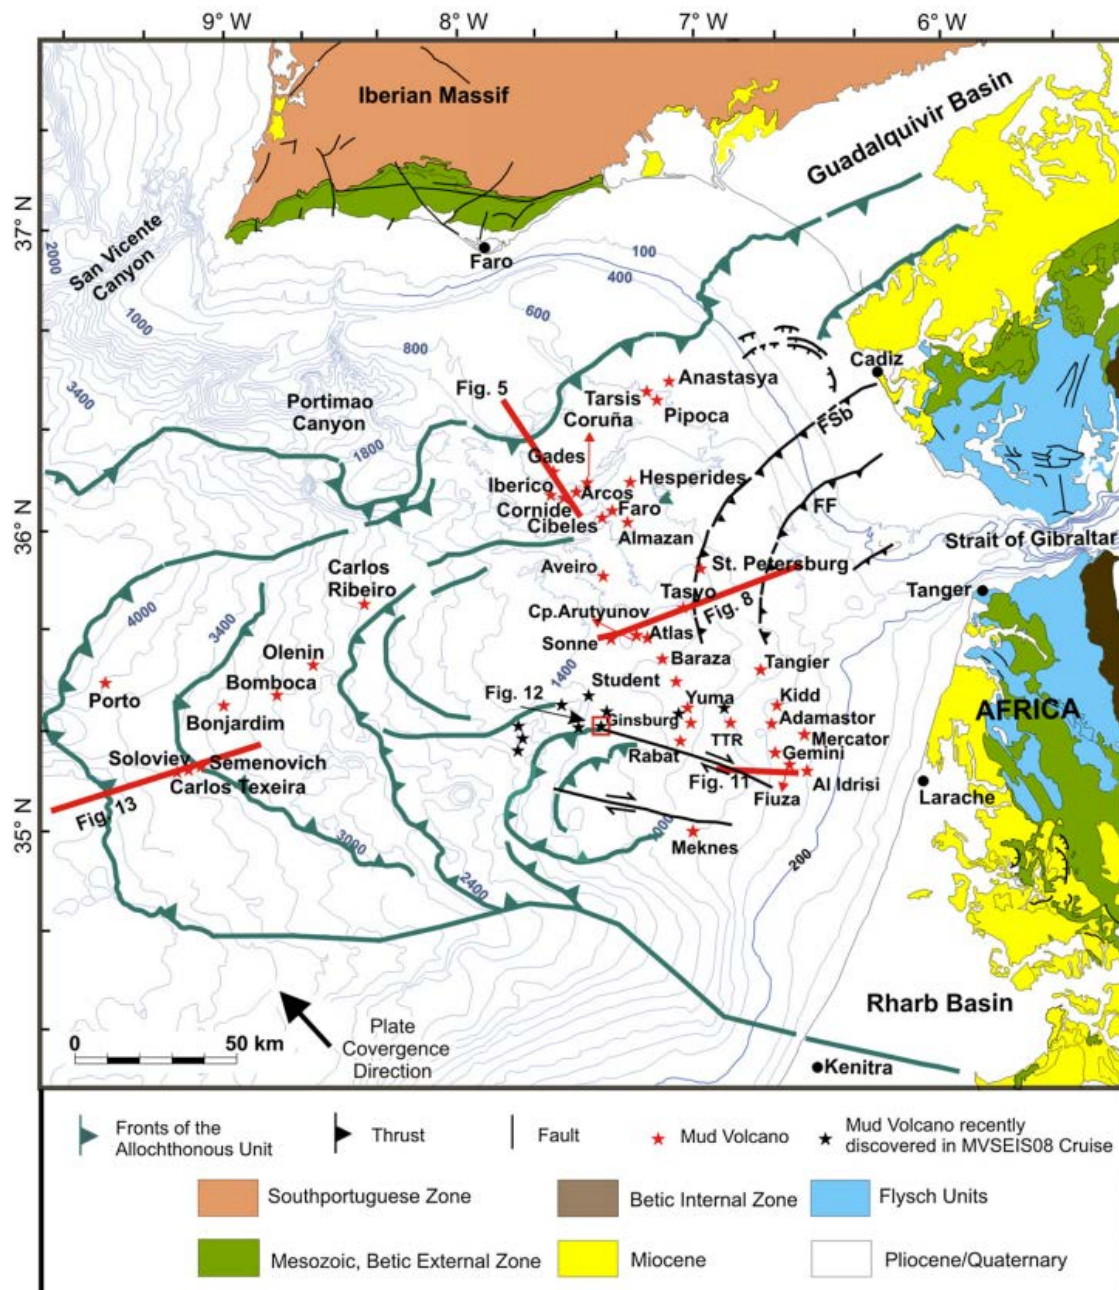 9° W
8° W
7° W
6° W
37° N
36° N
35° N
Iberian Massif
Guadalquivir Basin
San Vicente
Canyon
2000
1000
3400
Faro
100
400
600
800
Portimao
Canyon
1800
Fig. 5
Tarsis
Anastasya
Pipoca
Coruña
Cadiz
FSb
Gades
Iberico
Arcos
Hesperides
Cornide
Faro
Cibeles
Almazan
FF
Strait of Gibraltar
Aveiro
St. Petersburg
Tanger
Carlos
Ribeiro
4000
3400
Tasyo
Fig. 8
Cp.Arutyunov
Sonne
Atlas
Olenin
Baraza
Tangier
Porto
Bomboca
1400
Student
Bonjardim
Fig. 12
Ginsburg
Yuma
Kidd
AFRICA
Adamastor
Mercator
Soloviev
Semenovich
Rabat
TTR
Gemini
Carlos Texeira
Fig. 11
Al Idrisi
Fiuza
Larache
Fig. 13
Meknes
1000
200
3000
2400
Rharb Basin
Plate
Covergence
Direction
0
50 km
Kenitra
Fronts of the
Allochthonous Unit
Thrust
Fault
Mud Volcano
Mud Volcano recently
discovered in MVSEIS08 Cruise
Southportuguese Zone
Betic Internal Zone
Flysch Units
Mesozoic, Betic External Zone
Miocene
Pliocene/Quaternary